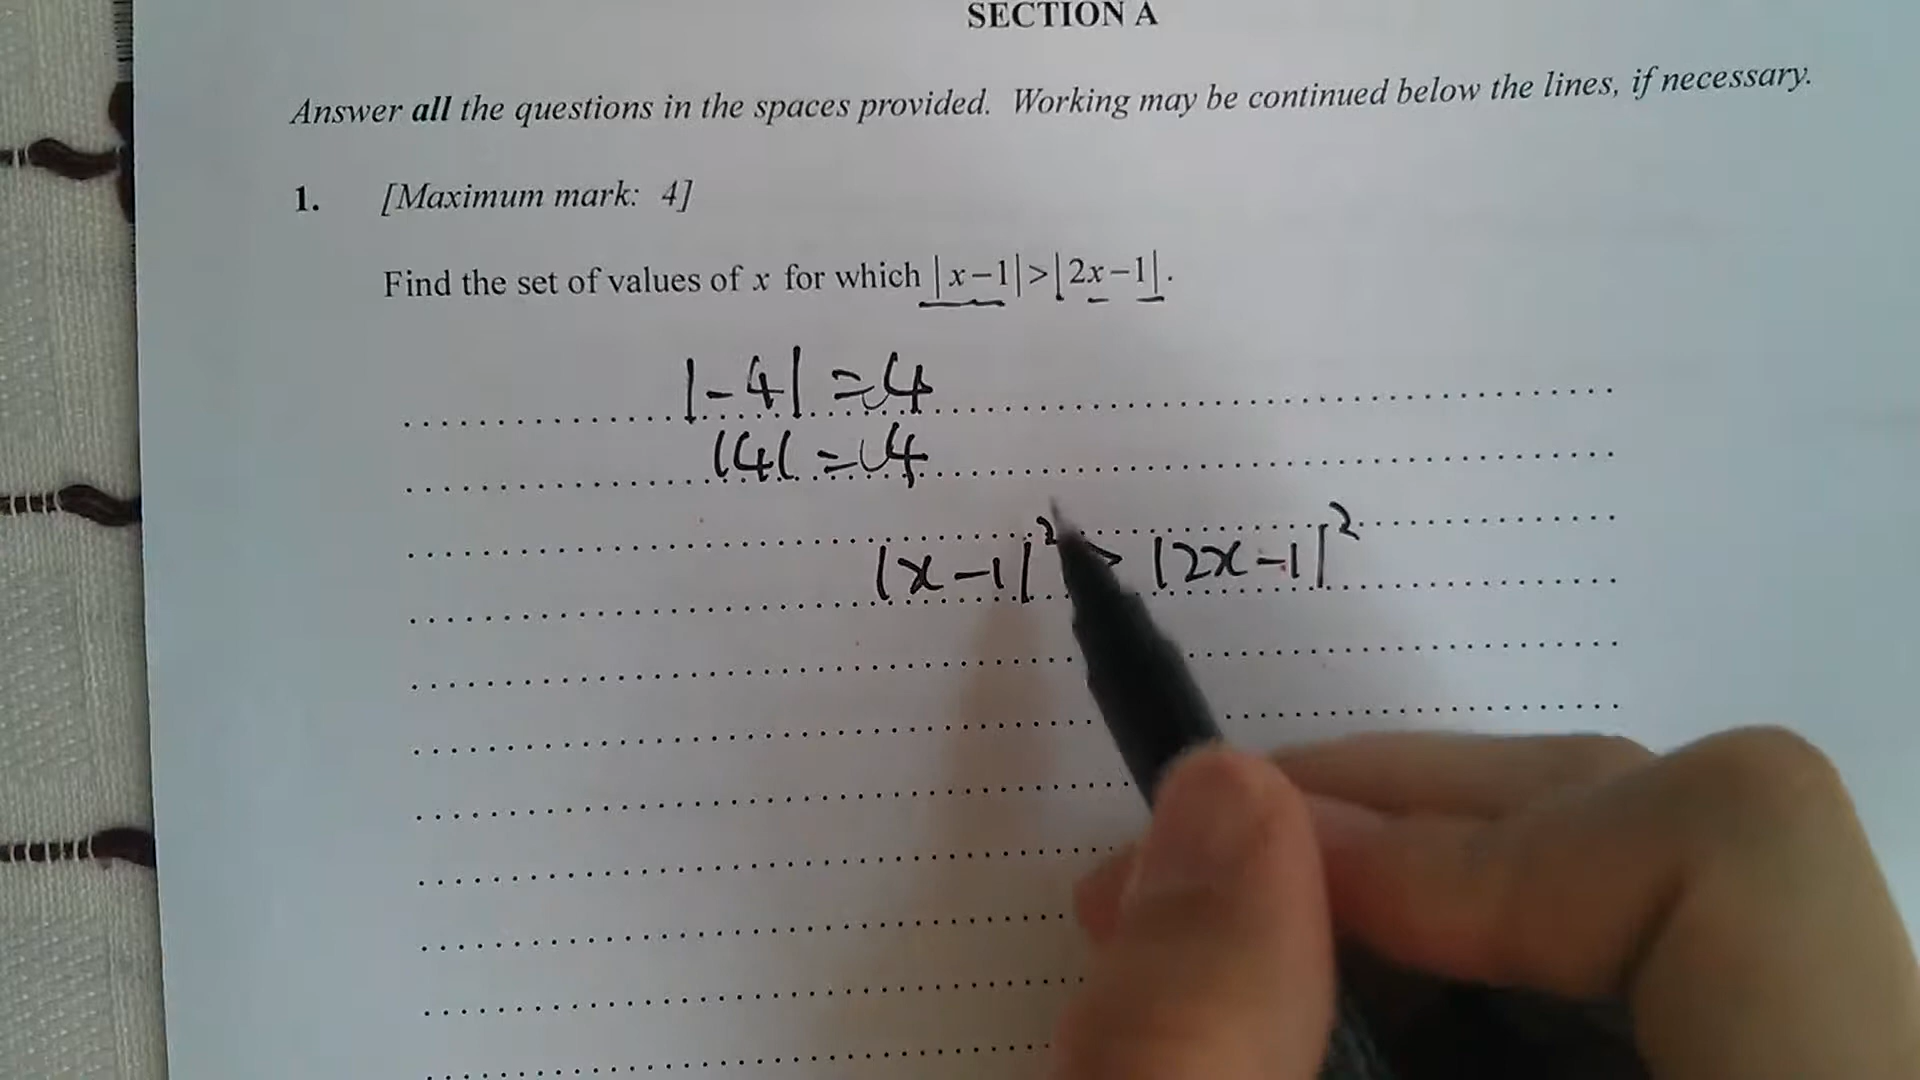 SECTION A
Answer all the questions in the spaces provided. Working may be continued below the lines, if necessary.
1. [Maximum mark: 4]
Find the set of values of x for which |x−1|>|2x−1|.
|-4| = 4
|4| = 4
|x-1|² > |2x-1|²